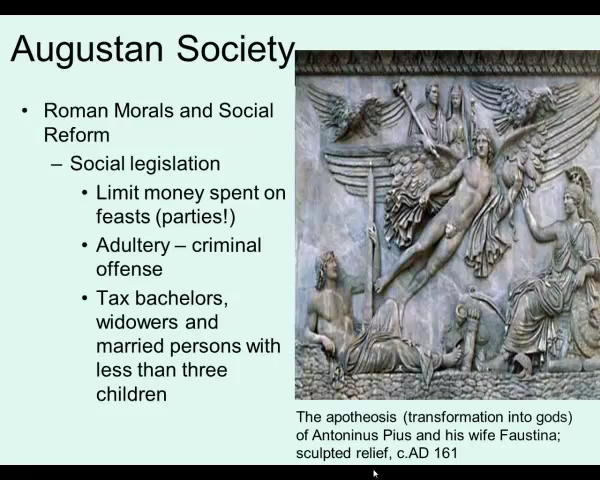 Augustan Society
• Roman Morals and Social
Reform
– Social legislation
• Limit money spent on
feasts (parties!)
• Adultery – criminal
offense
• Tax bachelors,
widowers and
married persons with
less than three
children
The apotheosis (transformation into gods)
of Antoninus Pius and his wife Faustina;
sculpted relief, c.AD 161